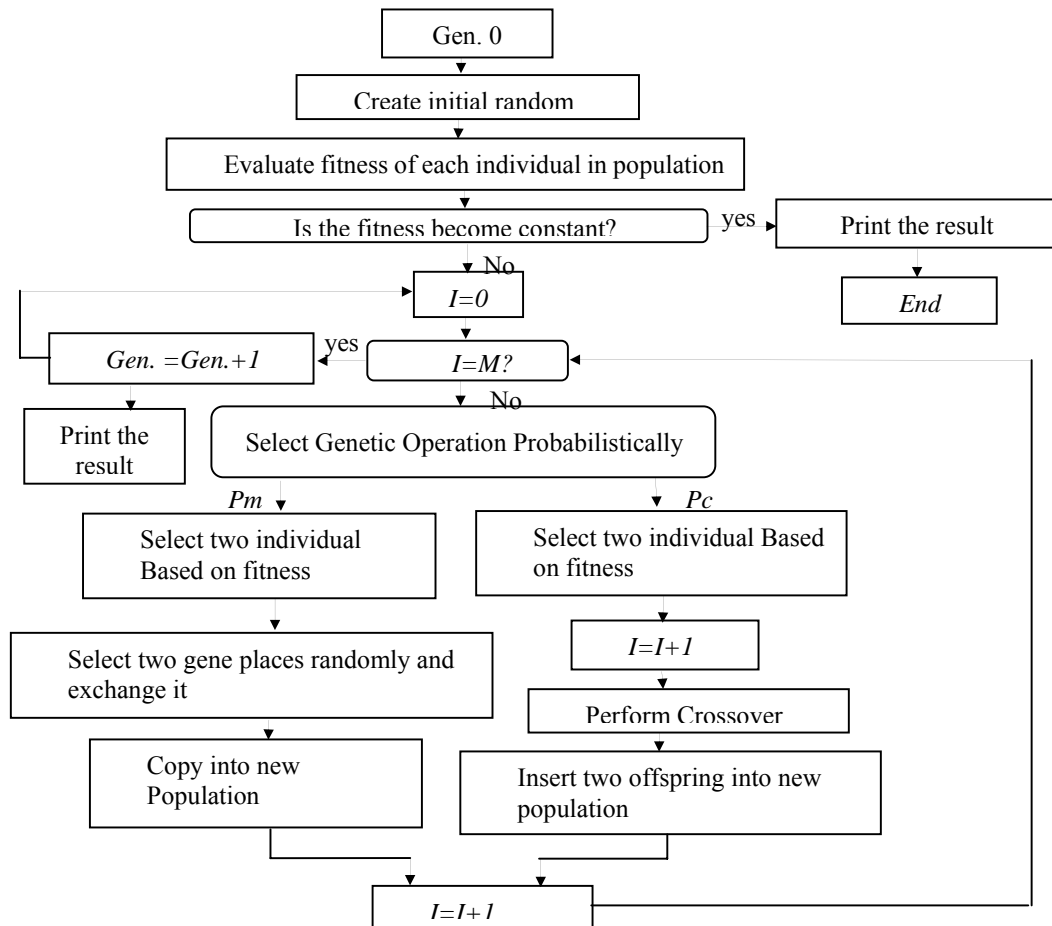 Gen. 0
Create initial random
Evaluate fitness of each individual in population
Is the fitness become constant?
yes
Print the result
No
I=0
End
Gen. =Gen.+1
yes
I=M?
No
Print the
result
Select Genetic Operation Probabilistically
Pm
Pc
Select two individual
Based on fitness
Select two individual Based
on fitness
I=I+1
Select two gene places randomly and
exchange it
Perform Crossover
Copy into new
Population
Insert two offspring into new
population
I=I+1